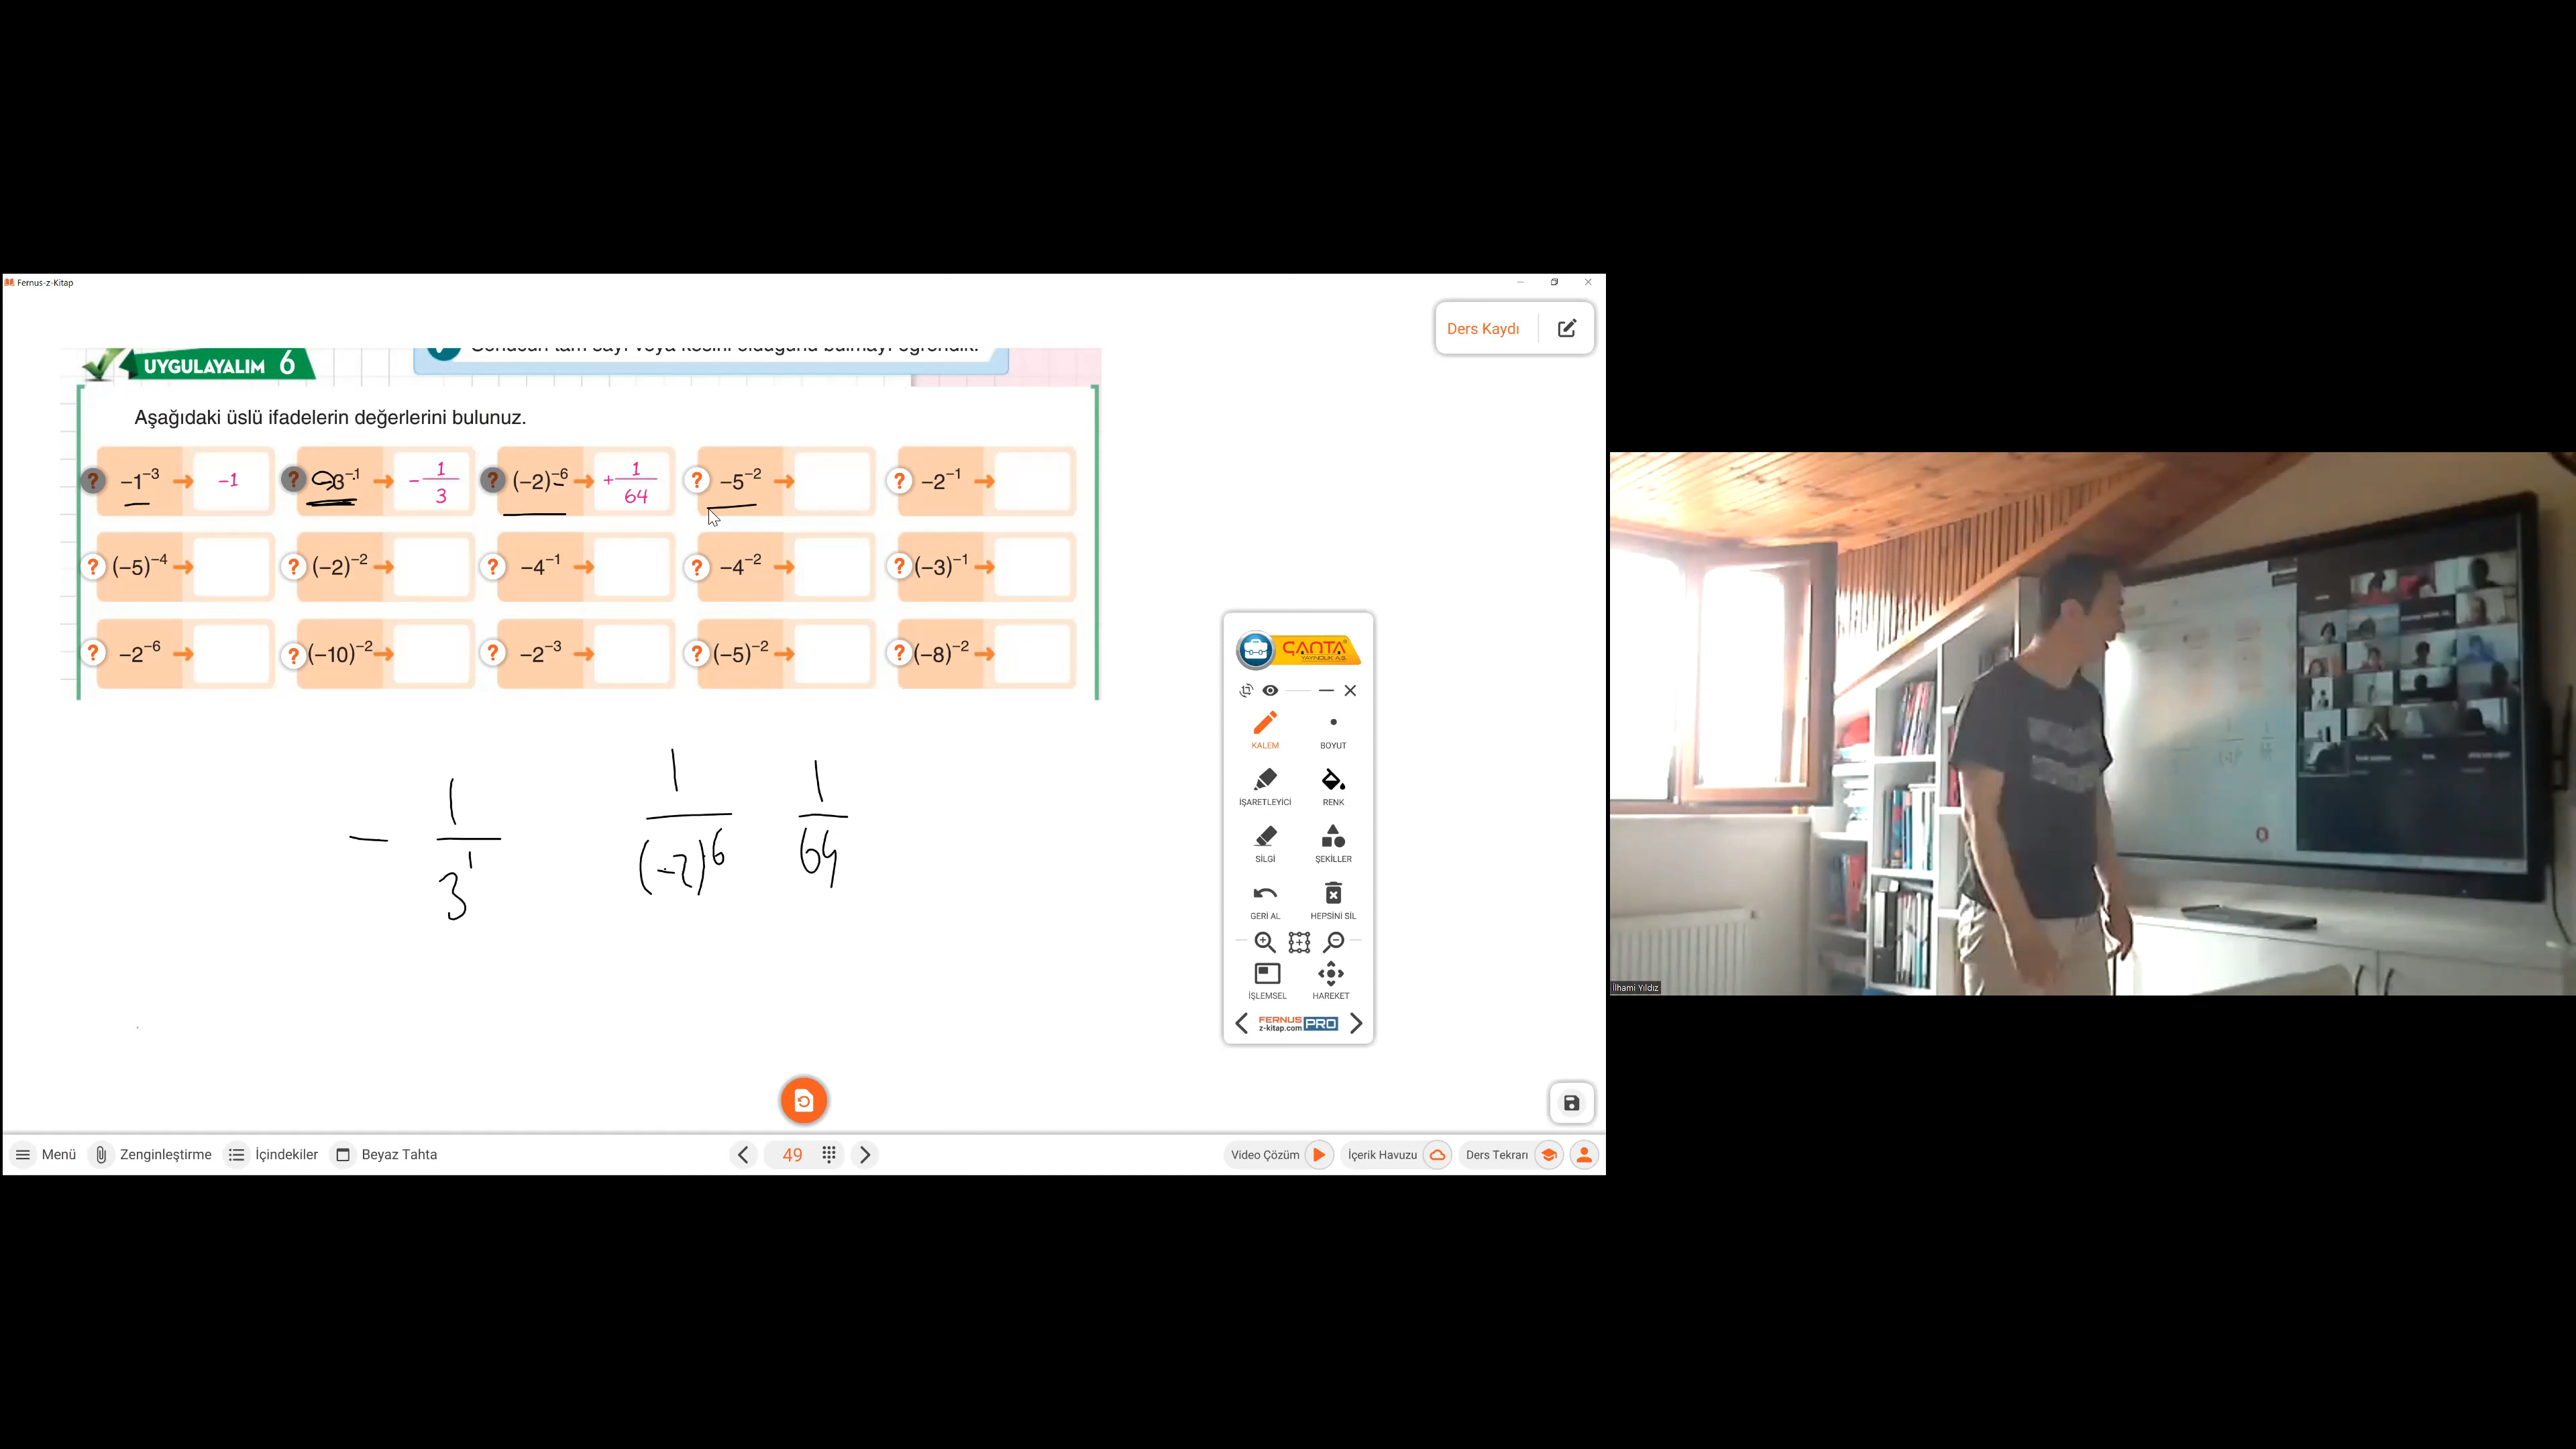 Fernus-z-Kitap
Ders Kaydı
UYGULAYALIM 6
Aşağıdaki üslü ifadelerin değerlerini bulunuz.
? –1⁻³ → -1 ? –3⁻¹ → - 1/3 ? (–2)⁻⁶ → + 1/64 ? –5⁻² → ? –2⁻¹ →
? (–5)⁻⁴ → ? (–2)⁻² → ? –4⁻¹ → ? –4⁻² → ? (–3)⁻¹ →
? –2⁻⁶ → ? (–10)⁻² → ? –2⁻³ → ? (–5)⁻² → ? (–8)⁻² →
- 1/3¹ 1/(-2)⁶ 1/64
ÇANTA
YAYINCILIK A.Ş.
KALEM BOYUT
İŞARETLEYİCİ RENK
SİLGİ ŞEKİLLER
GERİ AL HEPSİNİ SİL
İŞLEMSEL HAREKET
FERNUS
z-kitap.com PRO
Menü Zenginleştirme İçindekiler Beyaz Tahta 49 Video Çözüm İçerik Havuzu Ders Tekrarı
İlhami Yıldız